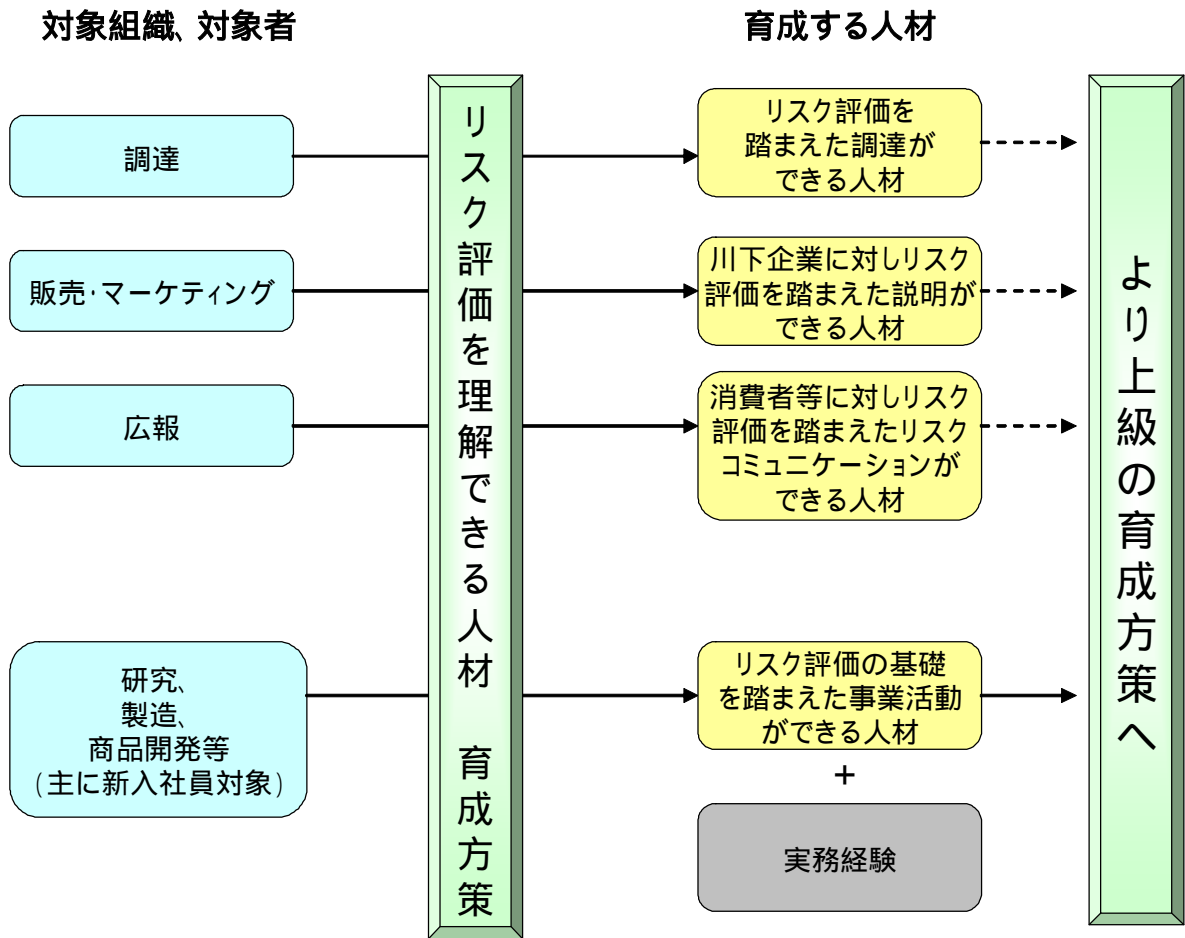 対象組織、対象者
育成する人材
調達
販売・マーケティング
広報
研究、
製造、
商品開発等
(主に新入社員対象)
リスク評価を理解できる人材　育成方策
リスク評価を
踏まえた調達が
できる人材
川下企業に対しリスク
評価を踏まえた説明が
できる人材
消費者等に対しリスク
評価を踏まえたリスク
コミュニケーションが
できる人材
リスク評価の基礎
を踏まえた事業活動
ができる人材
+
実務経験
より上級の育成方策へ